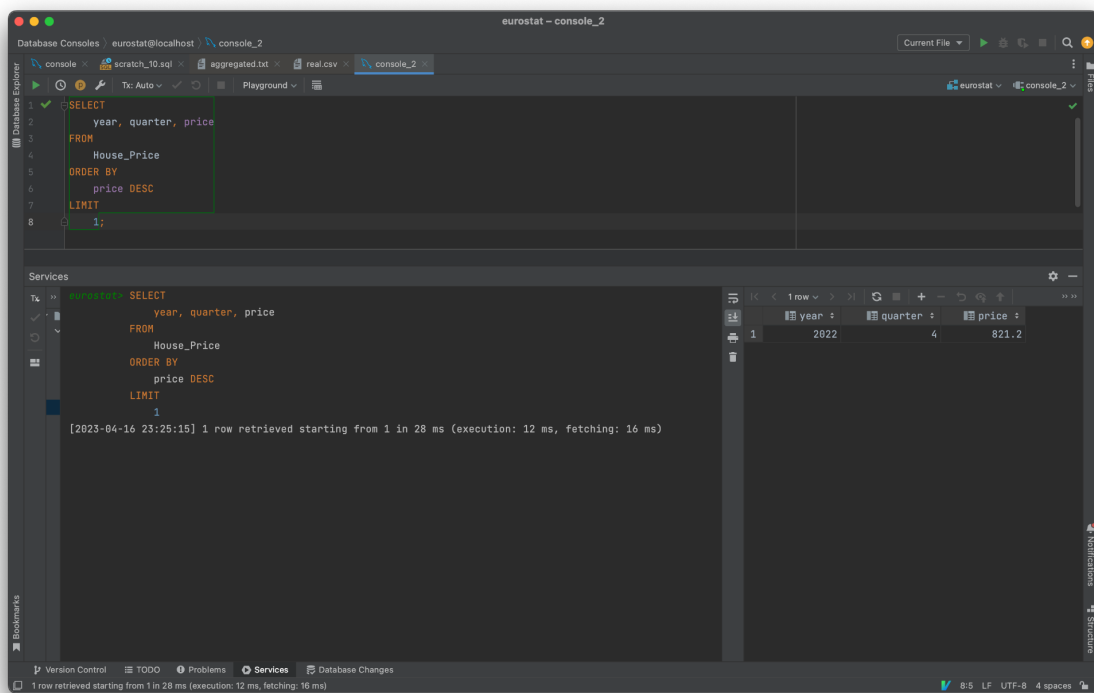 eurostat – console_2
Database Consoles eurostat@localhost console_2
Current File
console scratch_10.sql aggregated.txt real.csv console_2
Tx: Auto Playground eurostat console_2
Database Explorer
Files
1 SELECT
2 year, quarter, price
3 FROM
4 House_Price
5 ORDER BY
6 price DESC
7 LIMIT
8 1;
Services
Tx
eurostat> SELECT
year, quarter, price
FROM
House_Price
ORDER BY
price DESC
LIMIT
1
[2023-04-16 23:25:15] 1 row retrieved starting from 1 in 28 ms (execution: 12 ms, fetching: 16 ms)
1 row
year quarter price
1 2022 4 821.2
Notifications
Structure
Bookmarks
Version Control TODO Problems Services Database Changes
1 row retrieved starting from 1 in 28 ms (execution: 12 ms, fetching: 16 ms) 8:5 LF UTF-8 4 spaces